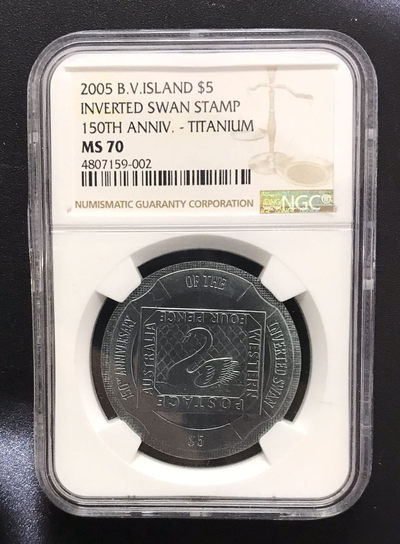 2005 B.V.ISLAND $5
INVERTED SWAN STAMP
150TH ANNIV. - TITANIUM
MS 70
4807159-002
NUMISMATIC GUARANTY CORPORATION
NGC
150TH ANNIVERSARY
OF THE
INVERTED SWAN
POSTAGE
AUSTRALIA
FOUR PENCE
WESTERN
$5